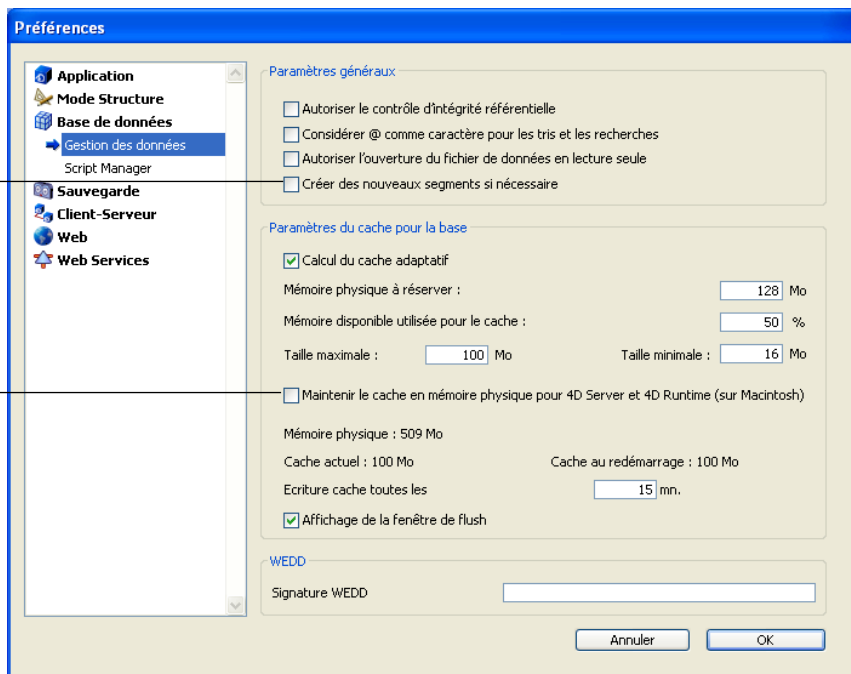 Préférences
Application
Mode Structure
Base de données
Gestion des données
Script Manager
Sauvegarde
Client-Serveur
Web
Web Services
Paramètres généraux
Autoriser le contrôle d'intégrité référentielle
Considérer @ comme caractère pour les tris et les recherches
Autoriser l'ouverture du fichier de données en lecture seule
Créer des nouveaux segments si nécessaire
Paramètres du cache pour la base
Calcul du cache adaptatif
Mémoire physique à réserver : 128 Mo
Mémoire disponible utilisée pour le cache : 50 %
Taille maximale : 100 Mo Taille minimale : 16 Mo
Maintenir le cache en mémoire physique pour 4D Server et 4D Runtime (sur Macintosh)
Mémoire physique : 509 Mo
Cache actuel : 100 Mo Cache au redémarrage : 100 Mo
Ecriture cache toutes les 15 mn.
Affichage de la fenêtre de flush
WEDD
Signature WEDD
Annuler OK